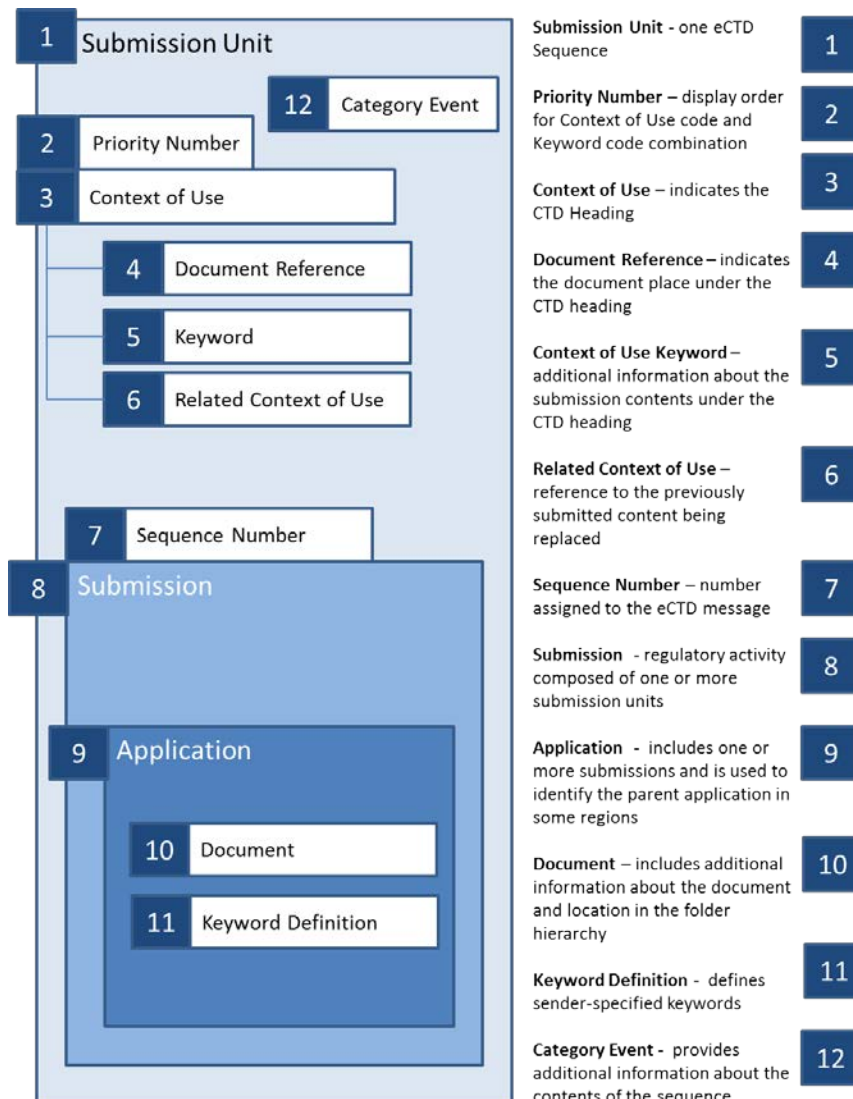 1
Submission Unit
12
Category Event
2
Priority Number
3
Context of Use
4
Document Reference
5
Keyword
6
Related Context of Use
7
Sequence Number
8
Submission
9
Application
10
Document
11
Keyword Definition
Submission Unit - one eCTD
Sequence
1
Priority Number – display order
for Context of Use code and
Keyword code combination
2
Context of Use – indicates the
CTD Heading
3
Document Reference – indicates
the document place under the
CTD heading
4
Context of Use Keyword –
additional information about the
submission contents under the
CTD heading
5
Related Context of Use –
reference to the previously
submitted content being
replaced
6
Sequence Number – number
assigned to the eCTD message
7
Submission - regulatory activity
composed of one or more
submission units
8
Application - includes one or
more submissions and is used to
identify the parent application in
some regions
9
Document – includes additional
information about the document
and location in the folder
hierarchy
10
Keyword Definition - defines
sender-specified keywords
11
Category Event - provides
additional information about the
contents of the sequence
12